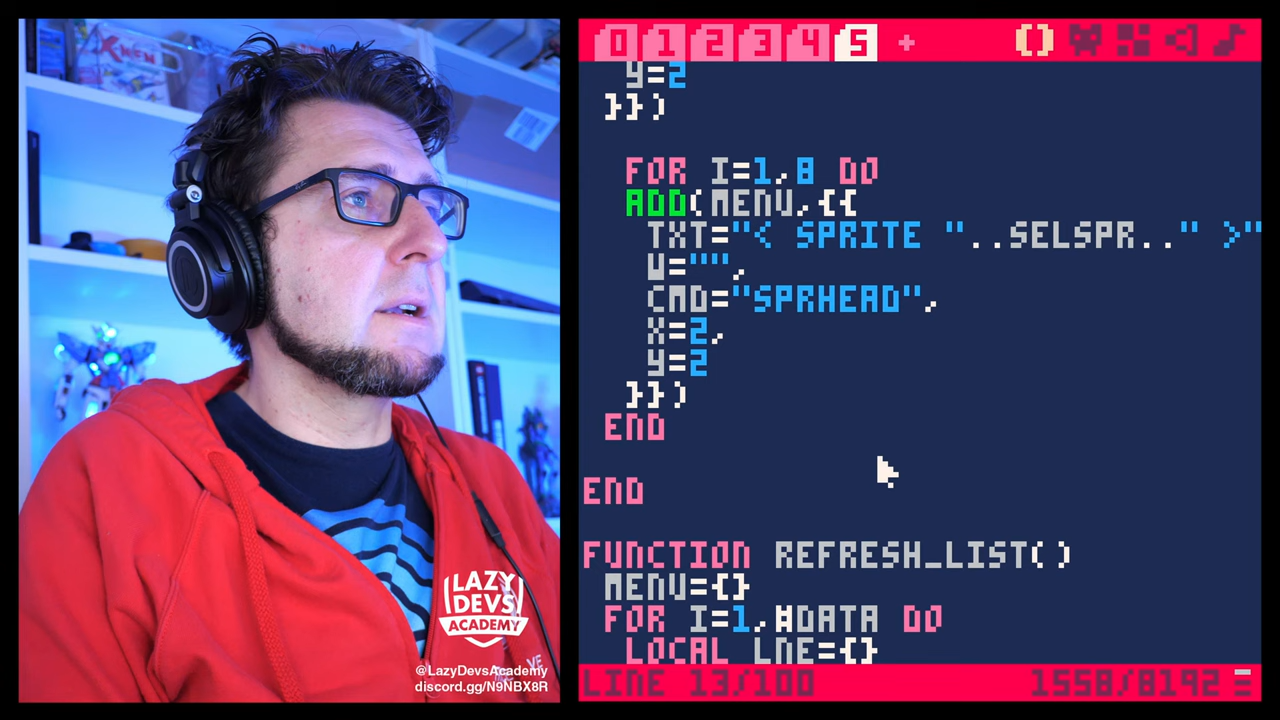 0 1 2 3 4 5 +
Y=2
}})
FOR I=1,8 DO
ADD(MENU,{{
TXT="< SPRITE "..SELSPR.." >"
W="",
CMD="SPRHEAD",
X=2,
Y=2
}})
END
END
FUNCTION REFRESH_LIST()
MENU={}
FOR I=1,#DATA DO
LOCAL LNE={}
LINE 13/100 1558/8192
LAZY
DEVS
ACADEMY
@LazyDevsAcademy
discord.gg/N9NBX8R